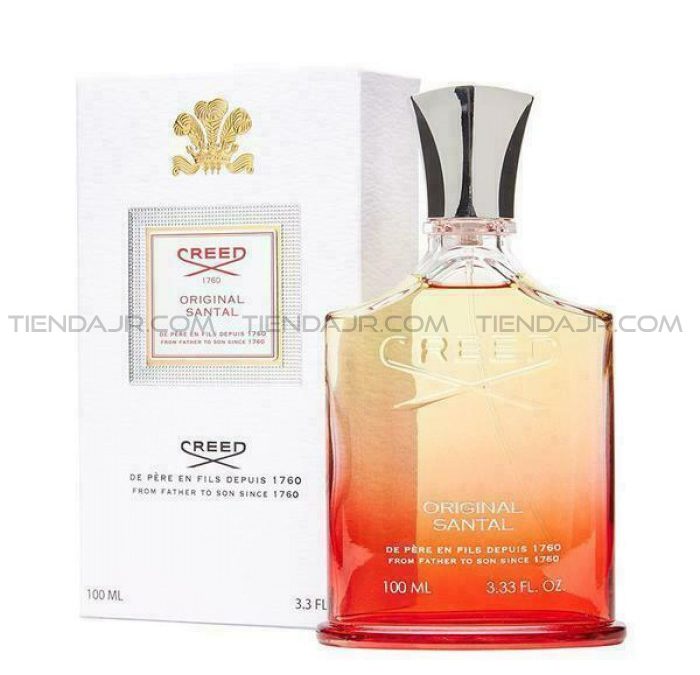 CREED
1760
ORIGINAL
SANTAL
DE PÈRE EN FILS DEPUIS 1760
FROM FATHER TO SON SINCE 1760
CREED
DE PÈRE EN FILS DEPUIS 1760
FROM FATHER TO SON SINCE 1760
100 ML
3.3 FL
CREED
ORIGINAL
SANTAL
DE PÈRE EN FILS DEPUIS 1760
FROM FATHER TO SON SINCE 1760
100 ML 3.33 FL. OZ.
TIENDAJR.COM TIENDAJR.COM TIENDAJR.COM